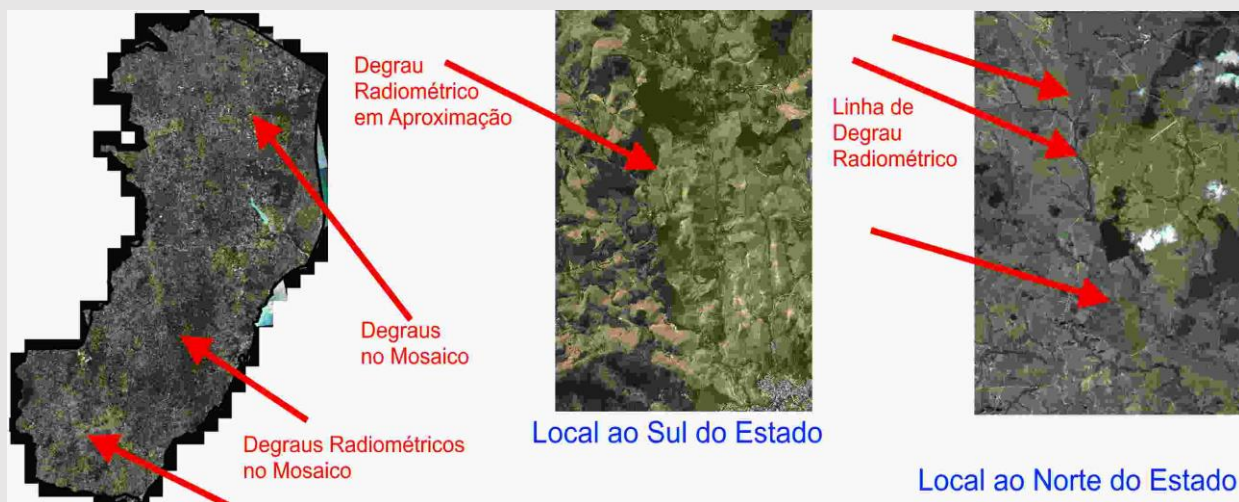 Degrau
Radiométrico
em Aproximação
Linha de
Degrau
Radiométrico
Degraus
no Mosaico
Degraus Radiométricos
no Mosaico
Local ao Sul do Estado
Local ao Norte do Estado